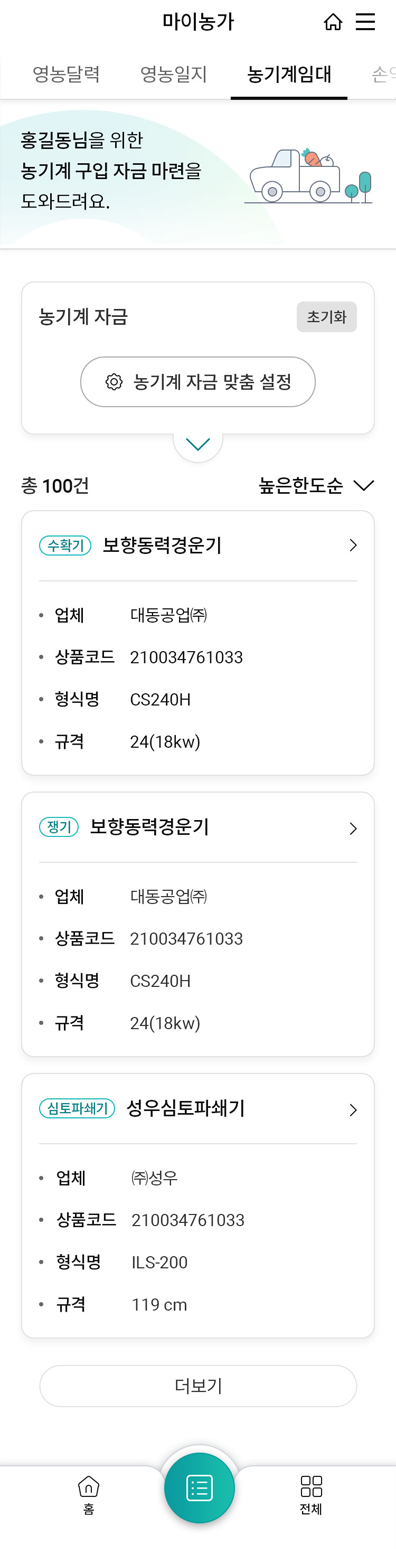 마이농가
영농달력 영농일지 농기계임대
홍길동님을 위한
농기계 구입 자금 마련을
도와드려요.
농기계 자금 초기화
농기계 자금 맞춤 설정
총 100건 높은한도순
수확기 보향동력경운기
• 업체 대동공업㈜
• 상품코드 210034761033
• 형식명 CS240H
• 규격 24(18kw)
쟁기 보향동력경운기
• 업체 대동공업㈜
• 상품코드 210034761033
• 형식명 CS240H
• 규격 24(18kw)
심토파쇄기 성우심토파쇄기
• 업체 ㈜성우
• 상품코드 210034761033
• 형식명 ILS-200
• 규격 119 cm
더보기
홈 전체